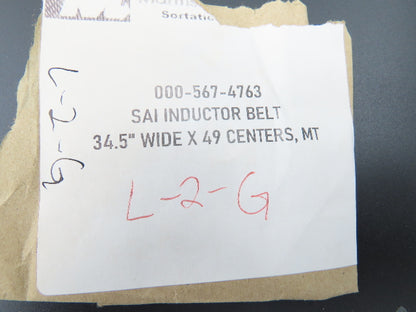 Sortatio
000-567-4763
SAI INDUCTOR BELT
34.5" WIDE X 49 CENTERS, MT
L-2-G
L-2-G